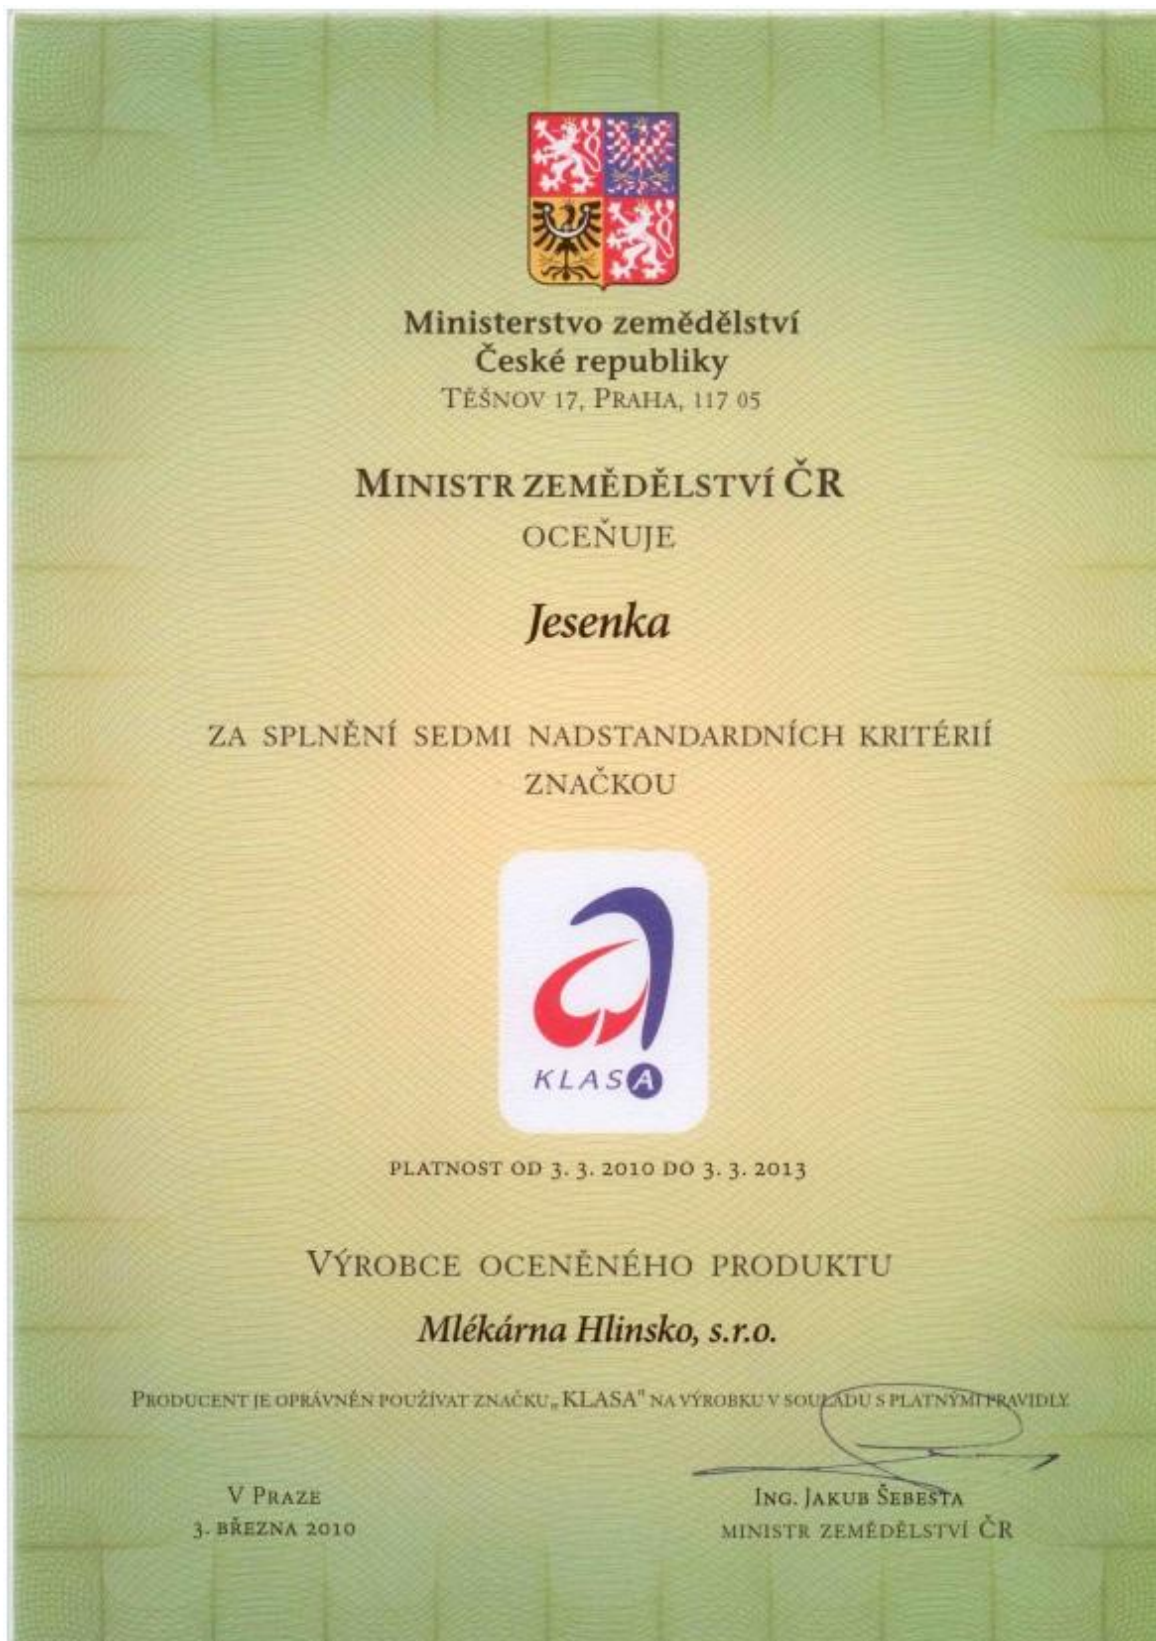 Ministerstvo zemědělství
České republiky
TĚŠNOV 17, PRAHA, 117 05
MINISTR ZEMĚDĚLSTVÍ ČR
OCEŇUJE
Jesenka
ZA SPLNĚNÍ SEDMI NADSTANDARDNÍCH KRITÉRIÍ
ZNAČKOU
KLASA
PLATNOST OD 3. 3. 2010 DO 3. 3. 2013
VÝROBCE OCENĚNÉHO PRODUKTU
Mlékárna Hlinsko, s.r.o.
PRODUCENT JE OPRÁVNĚN POUŽÍVAT ZNAČKU „KLASA" NA VÝROBKU V SOULADU S PLATNÝMI PRAVIDLY.
V PRAZE
3. BŘEZNA 2010
ING. JAKUB ŠEBESTA
MINISTR ZEMĚDĚLSTVÍ ČR